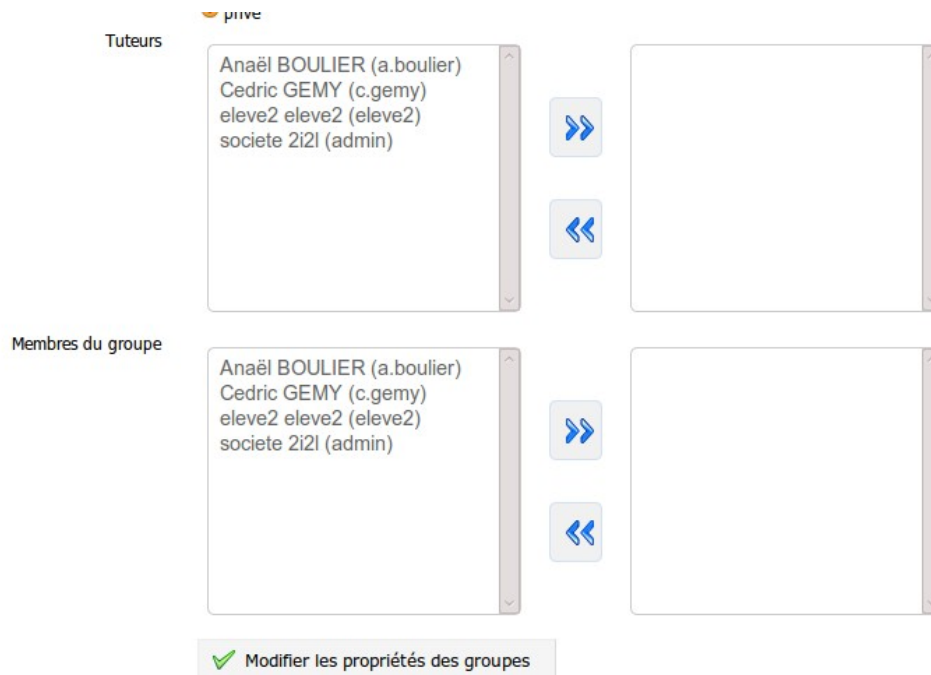 privé
Tuteurs
Anaël BOULIER (a.boulier)
Cedric GEMY (c.gemy)
eleve2 eleve2 (eleve2)
societe 2i2l (admin)
Membres du groupe
Anaël BOULIER (a.boulier)
Cedric GEMY (c.gemy)
eleve2 eleve2 (eleve2)
societe 2i2l (admin)
Modifier les propriétés des groupes